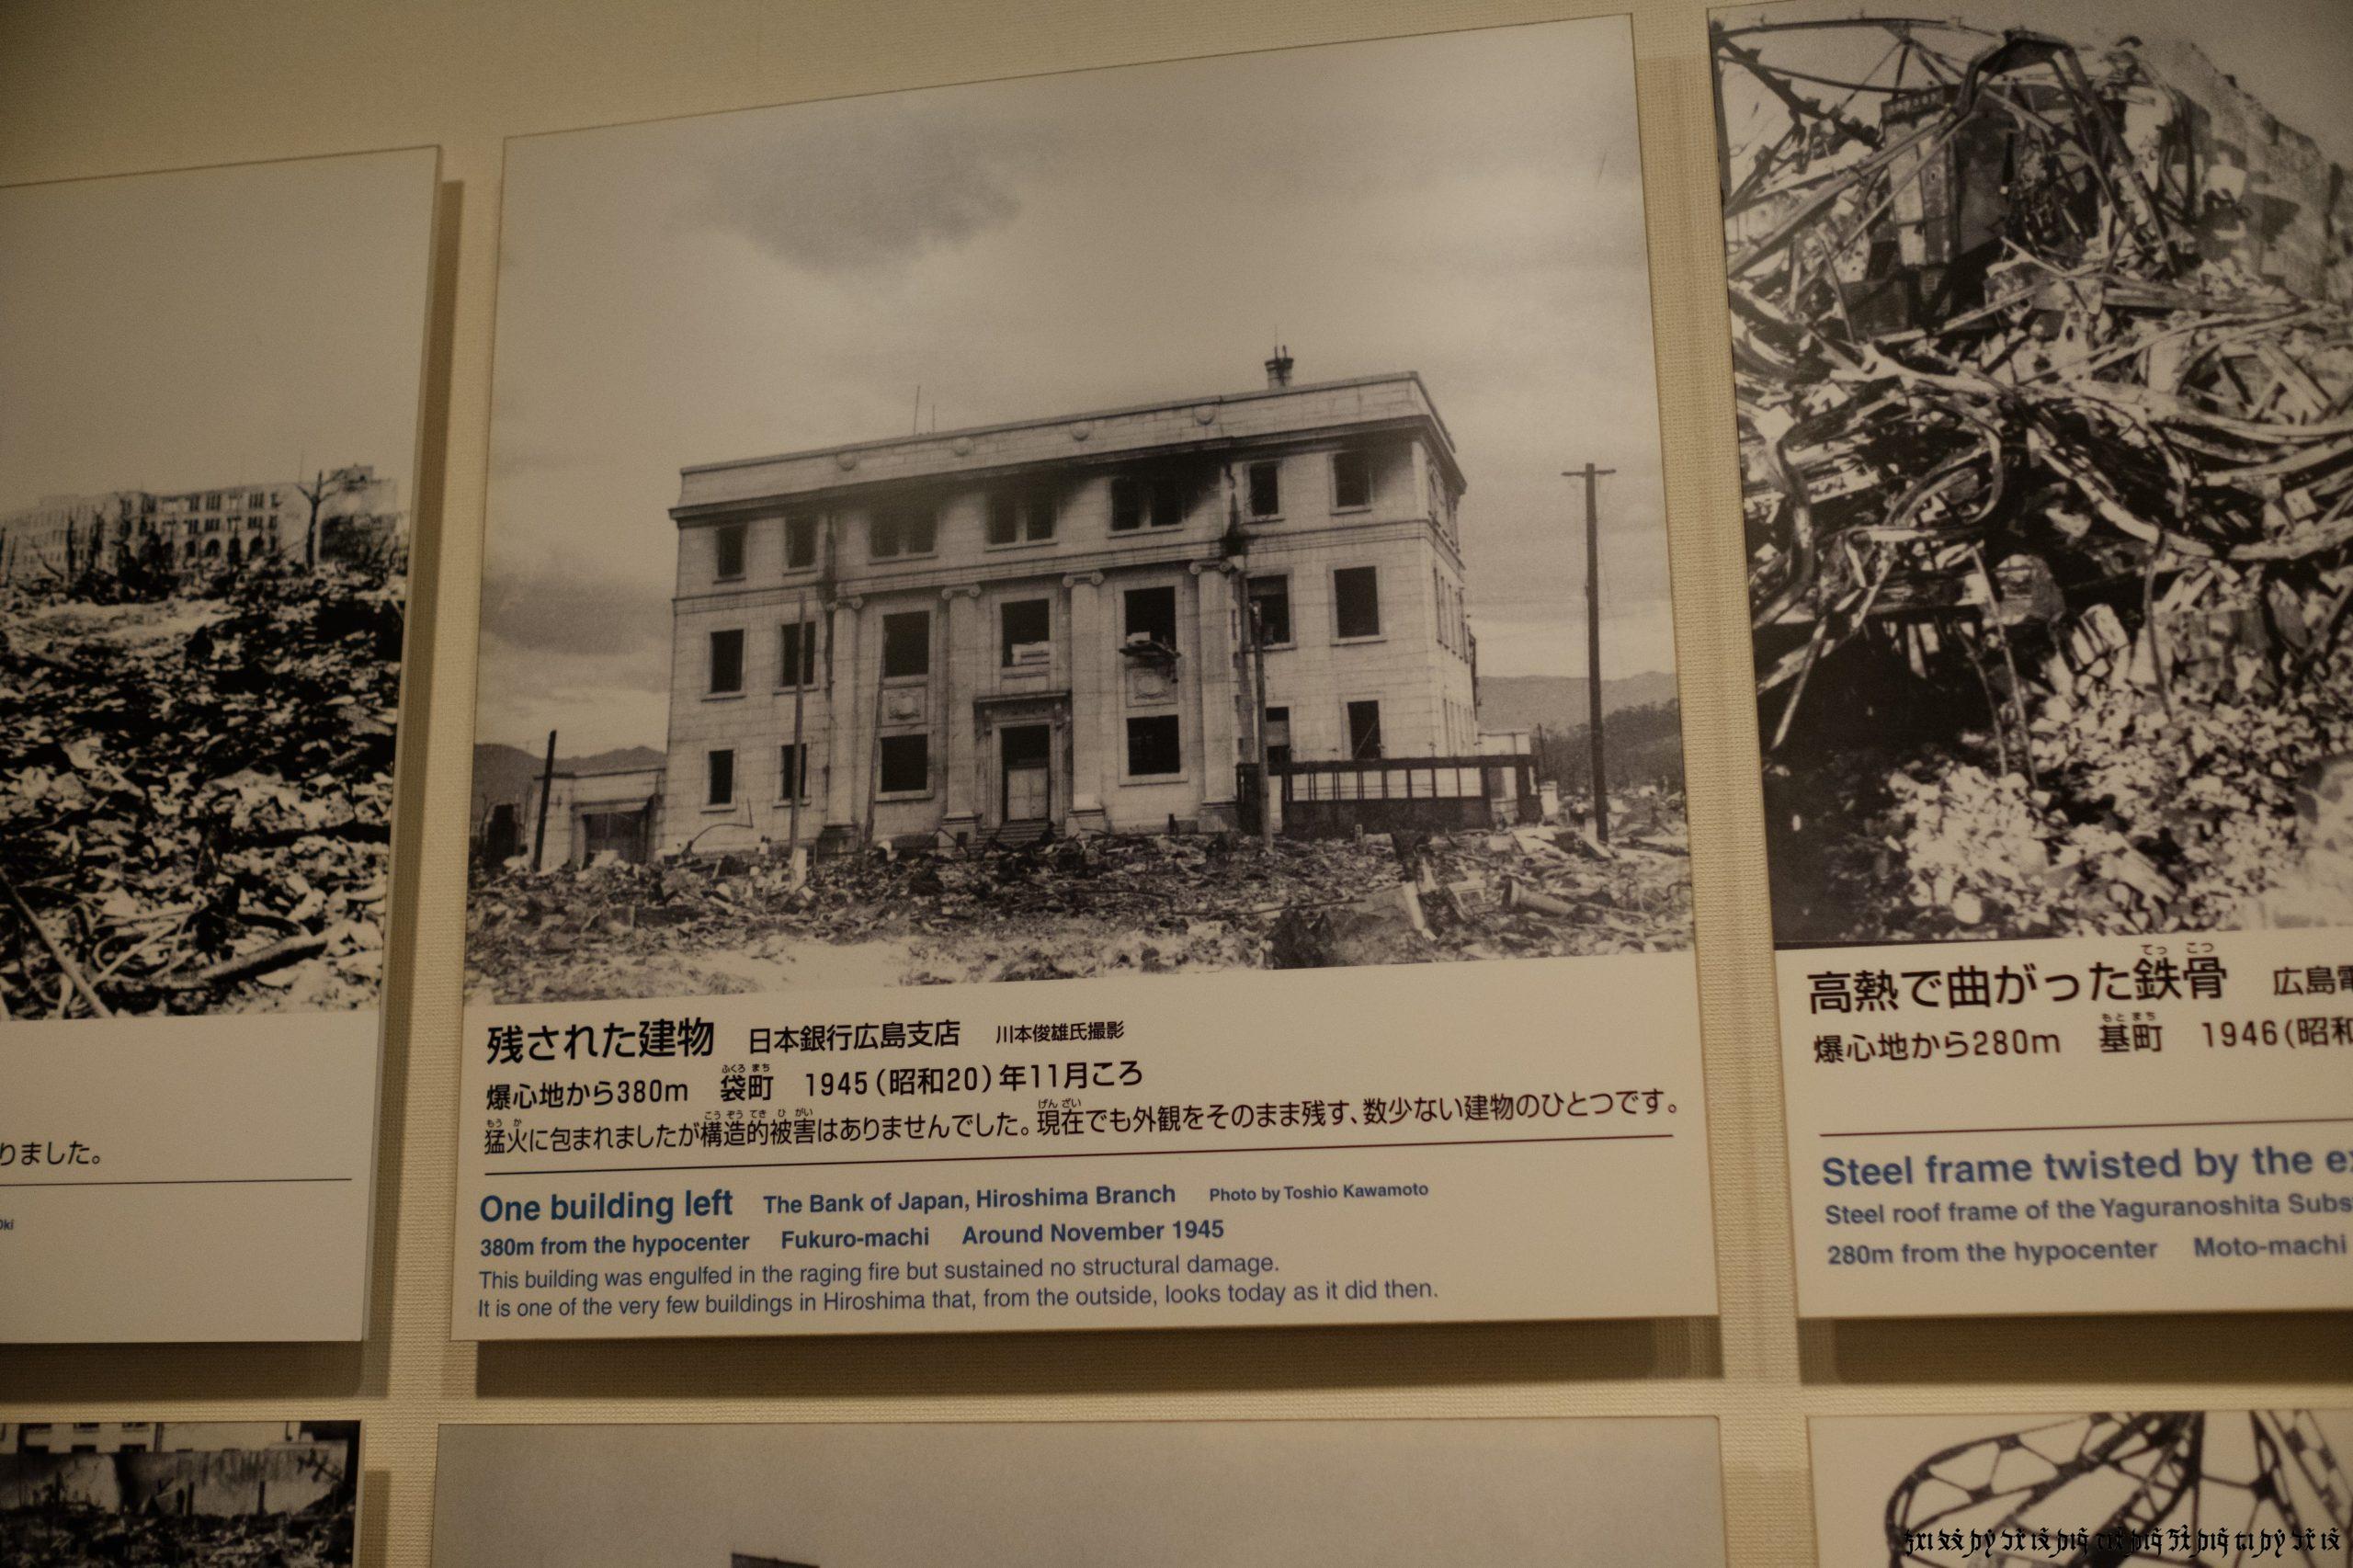 りました。
Oki
残された建物 日本銀行広島支店 川本俊雄氏撮影
爆心地から380m 袋町 1945(昭和20)年11月ころ
猛火に包まれましたが構造的被害はありませんでした。現在でも外観をそのまま残す、数少ない建物のひとつです。
One building left The Bank of Japan, Hiroshima Branch Photo by Toshio Kawamoto
380m from the hypocenter Fukuro-machi Around November 1945
This building was engulfed in the raging fire but sustained no structural damage.
It is one of the very few buildings in Hiroshima that, from the outside, looks today as it did then.
高熱で曲がった鉄骨 広島電
爆心地から280m 基町 1946(昭和
Steel frame twisted by the
Steel roof frame of the Yaguranoshita
280m from the hypocenter Moto-machi